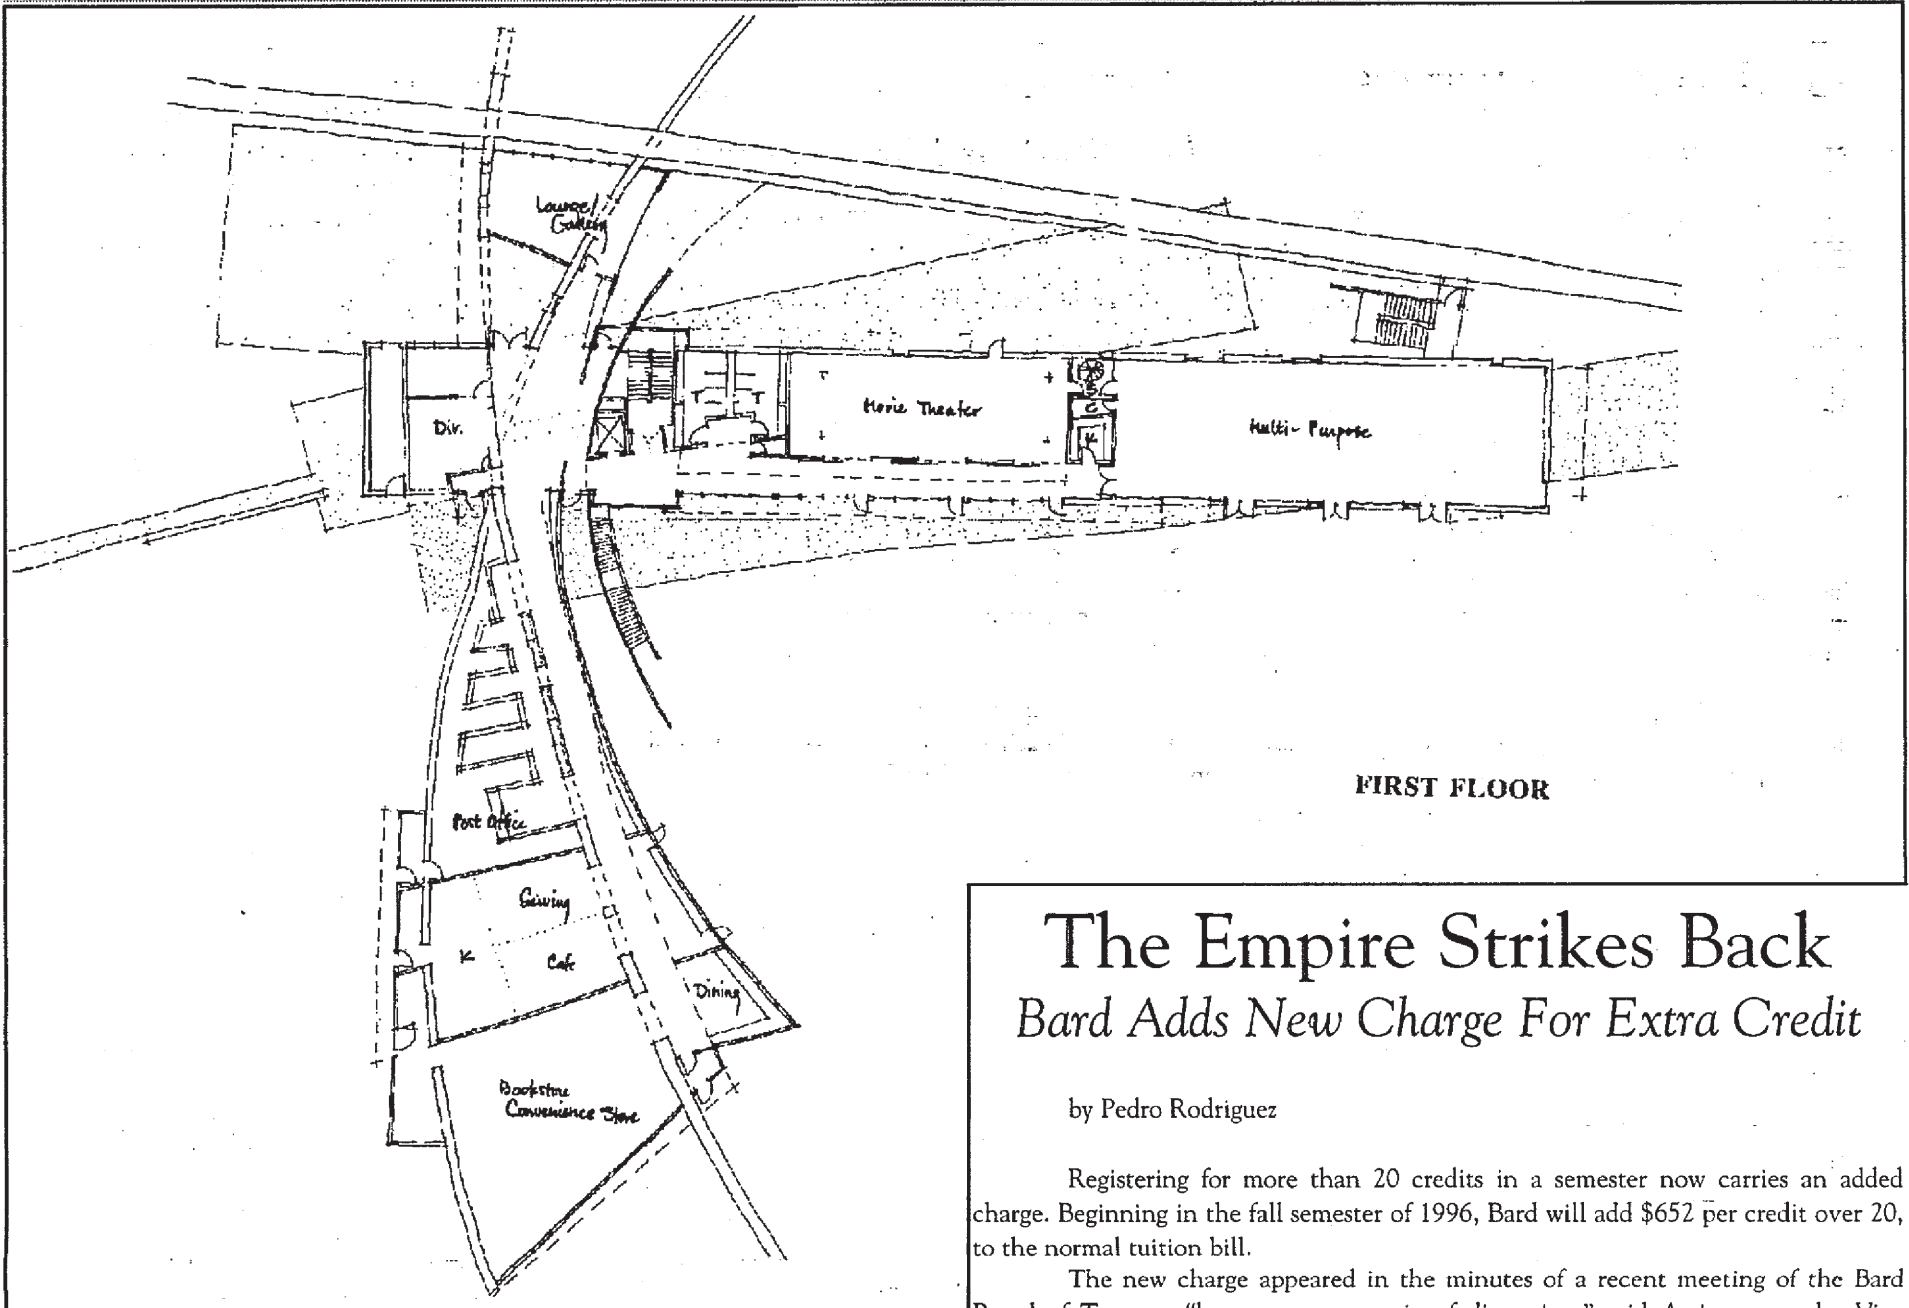 Lounge/
Gallery
Dir.
T T
Movie Theater
S
C
K
Multi-Purpose
FIRST FLOOR
Post Office
Serving
K
Cafe
Dining
Bookstore
Convenience Store
The Empire Strikes Back
Bard Adds New Charge For Extra Credit
by Pedro Rodriguez
Registering for more than 20 credits in a semester now carries an added
charge. Beginning in the fall semester of 1996, Bard will add $652 per credit over 20,
to the normal tuition bill.
The new charge appeared in the minutes of a recent meeting of the Bard